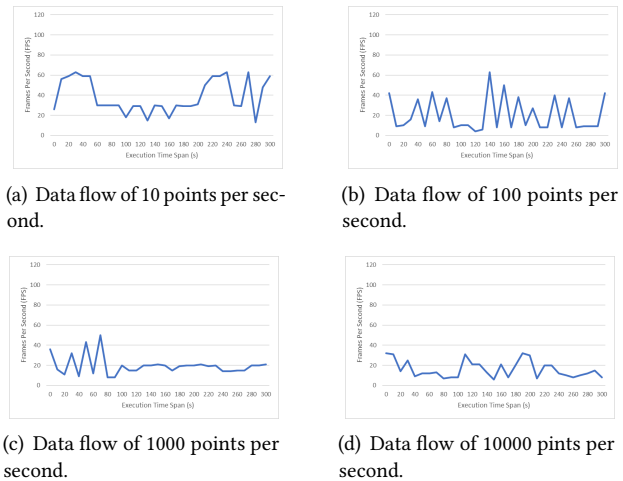 120
100
80
60
40
20
0
Frames Per Second (FPS)
0 20 40 60 80 100 120 140 160 180 200 220 240 260 280 300
Execution Time Span (s)
(a) Data flow of 10 points per sec-
ond.
120
100
80
60
40
20
0
Frames Per Second (FPS)
0 20 40 60 80 100 120 140 160 180 200 220 240 260 280 300
Execution Time Span (s)
(b) Data flow of 100 points per
second.
120
100
80
60
40
20
0
Frames Per Second (FPS)
0 20 40 60 80 100 120 140 160 180 200 220 240 260 280 300
Execution Time Span (s)
(c) Data flow of 1000 points per
second.
120
100
80
60
40
20
0
Frames Per Second (FPS)
0 20 40 60 80 100 120 140 160 180 200 220 240 260 280 300
Execution Time Span (s)
(d) Data flow of 10000 pints per
second.